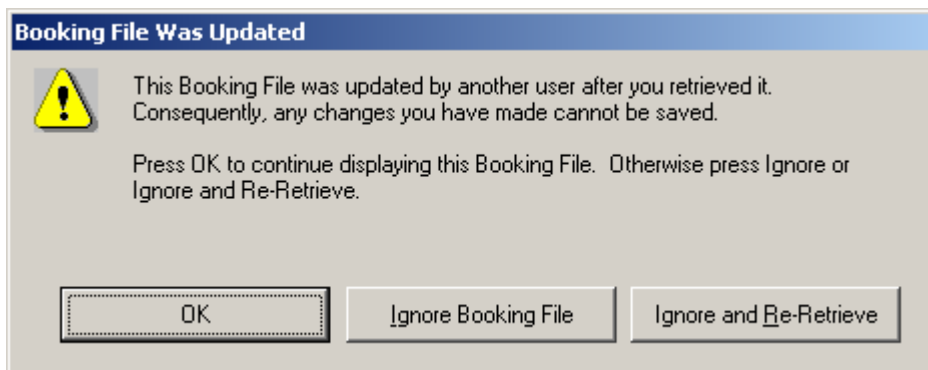 Booking File Was Updated
This Booking File was updated by another user after you retrieved it.
Consequently, any changes you have made cannot be saved.
Press OK to continue displaying this Booking File.  Otherwise press Ignore or
Ignore and Re-Retrieve.
OK
Ignore Booking File
Ignore and Re-Retrieve